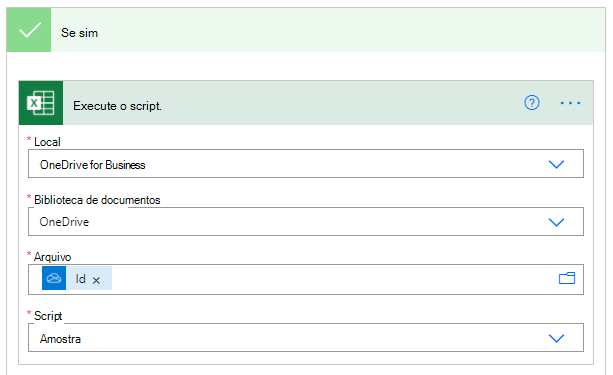 Se sim
Execute o script.
* Local
OneDrive for Business
* Biblioteca de documentos
OneDrive
* Arquivo
Id
* Script
Amostra